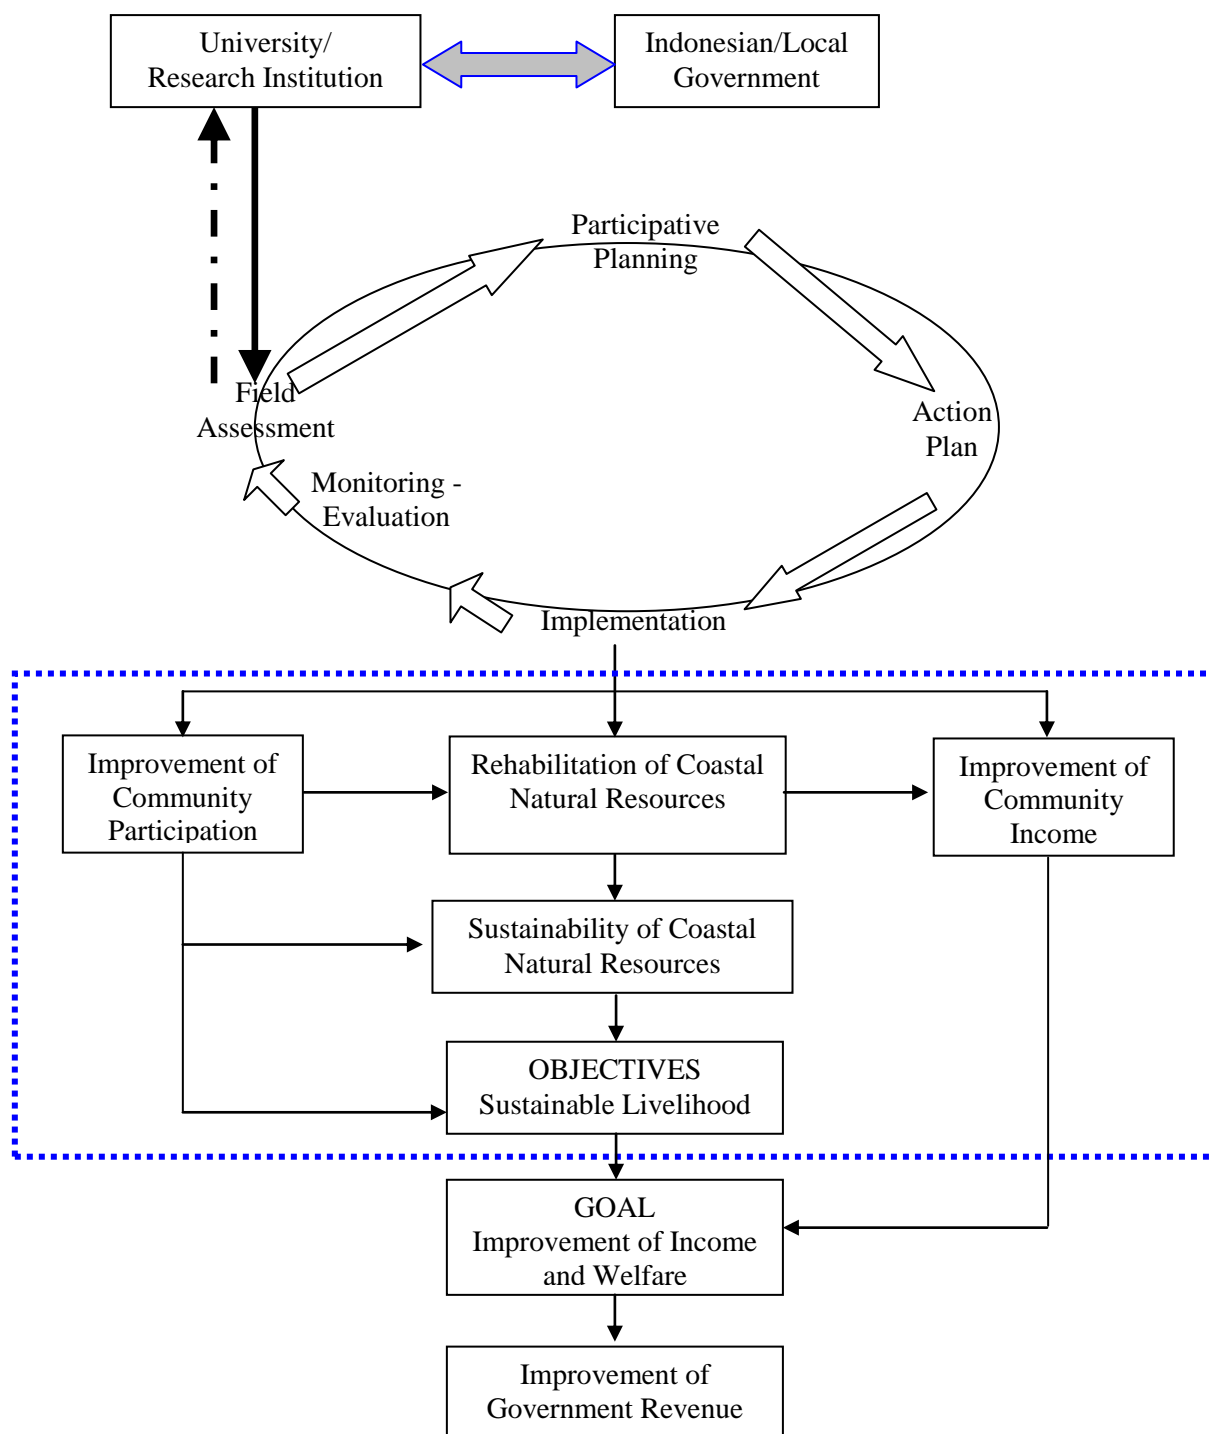 University/
Research Institution
Indonesian/Local
Government
Participative
Planning
Field
Assessment
Action
Plan
Monitoring -
Evaluation
Implementation
Improvement of
Community
Participation
Rehabilitation of Coastal
Natural Resources
Improvement of
Community
Income
Sustainability of Coastal
Natural Resources
OBJECTIVES
Sustainable Livelihood
GOAL
Improvement of Income
and Welfare
Improvement of
Government Revenue